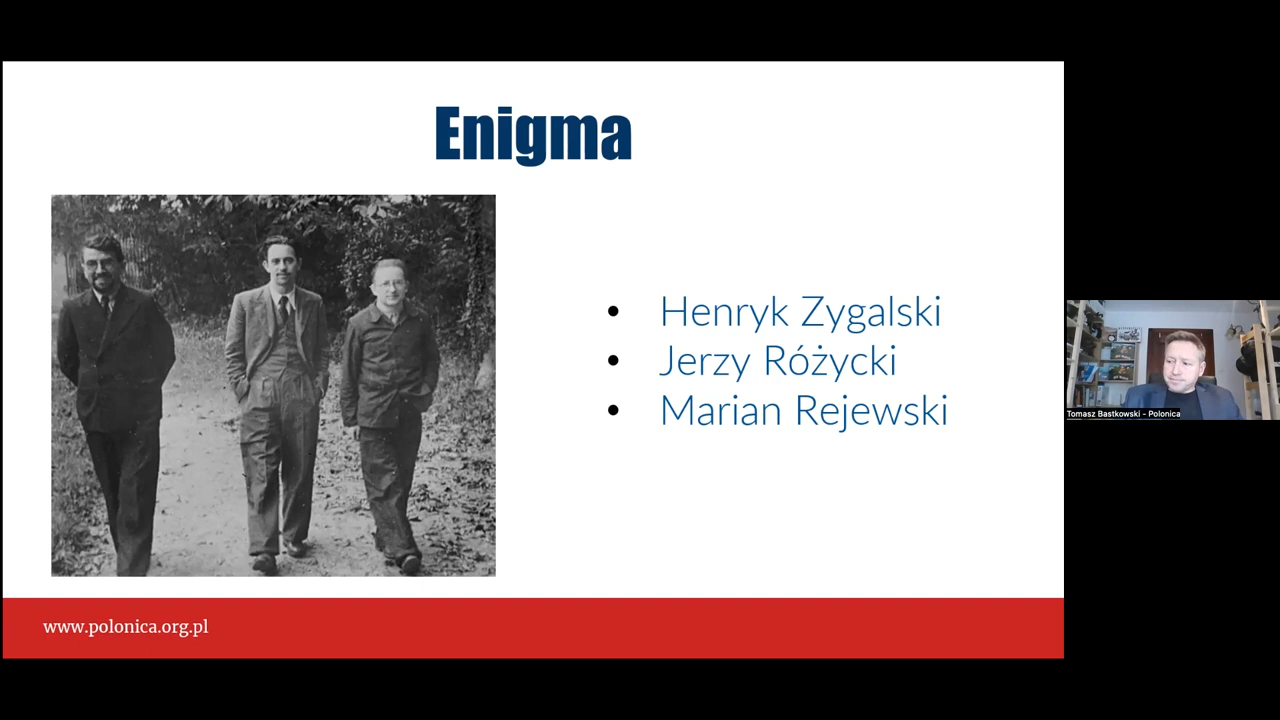 Enigma
• Henryk Zygalski
• Jerzy Różycki
• Marian Rejewski
www.polonica.org.pl
Tomasz Bastkowski - Polonica